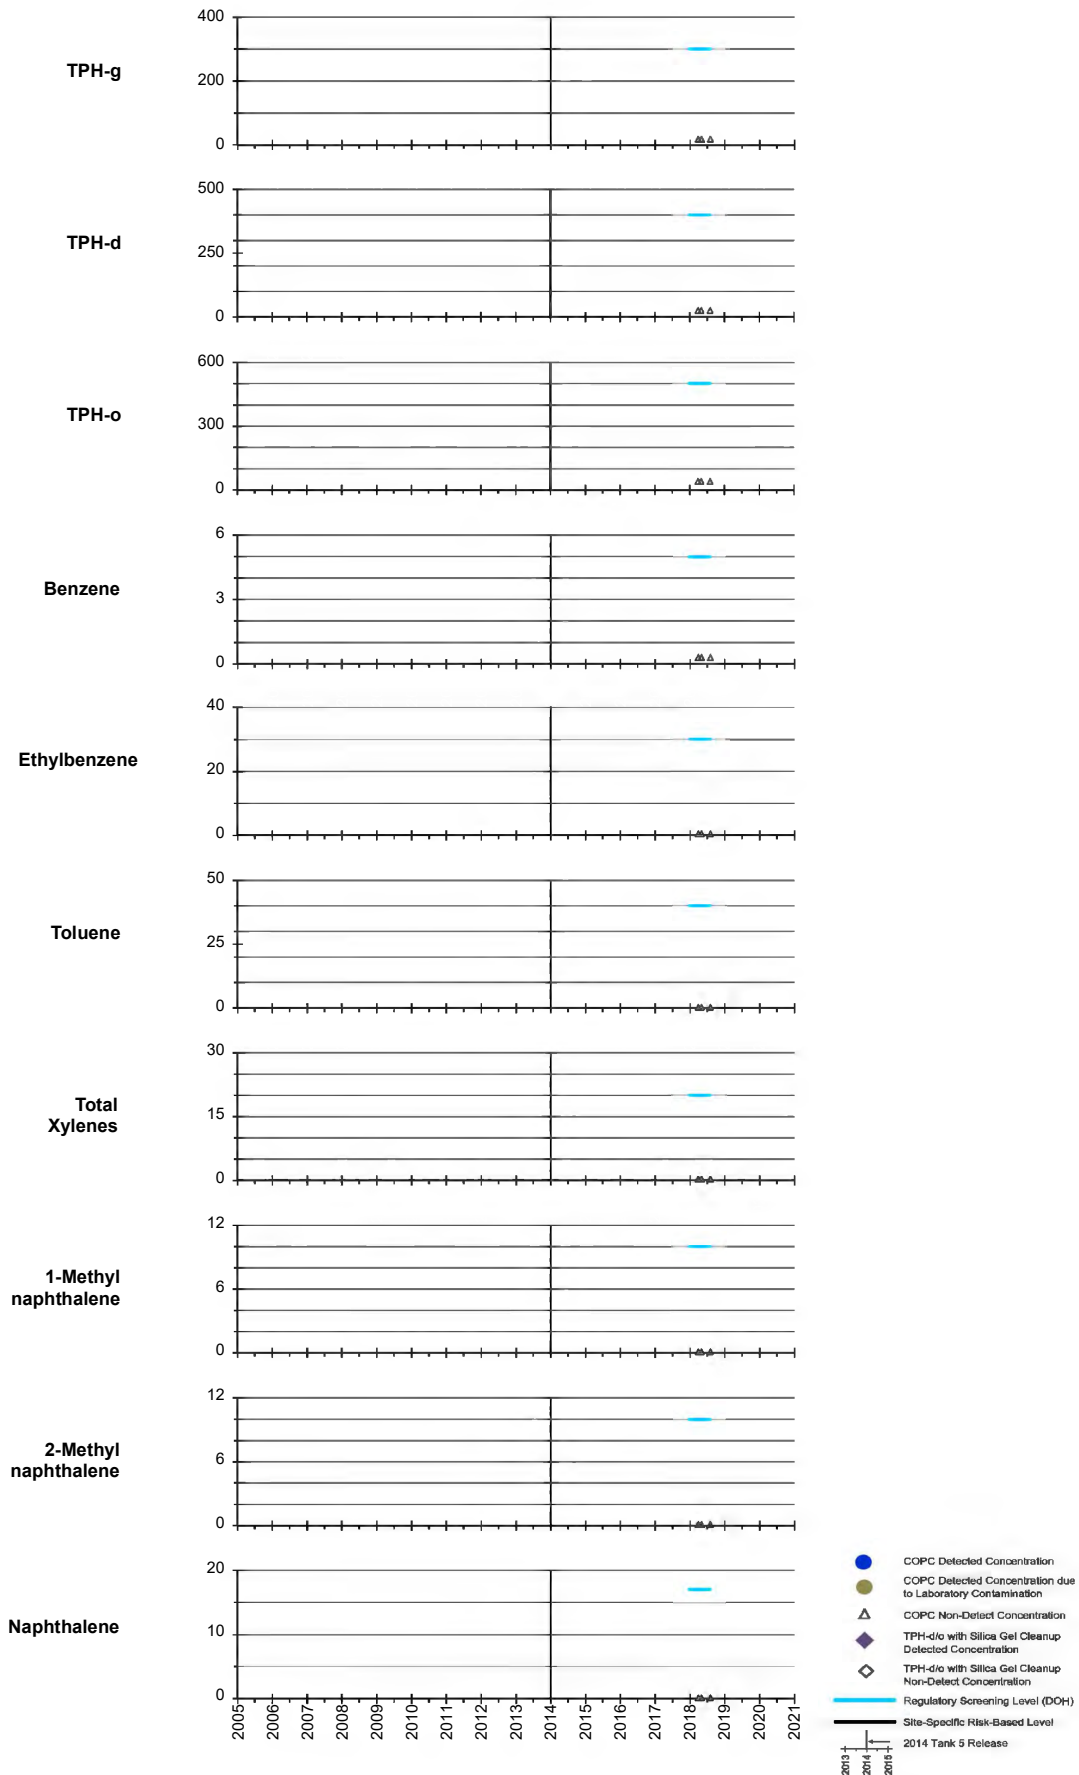 400
TPH-g
200
0
500
TPH-d
250
0
600
TPH-o
300
0
6
Benzene
3
0
40
Ethylbenzene
20
0
50
Toluene
25
0
30
Total
Xylenes
15
0
12
1-Methyl
naphthalene
6
0
12
2-Methyl
naphthalene
6
0
20
Naphthalene
10
0
2005 2006 2007 2008 2009 2010 2011 2012 2013 2014 2015 2016 2017 2018 2019 2020 2021
COPC Detected Concentration
COPC Detected Concentration due
to Laboratory Contamination
COPC Non-Detect Concentration
TPH-d/o with Silica Gel Cleanup
Detected Concentration
TPH-d/o with Silica Gel Cleanup
Non-Detect Concentration
Regulatory Screening Level (DOH)
Site-Specific Risk-Based Level
2014 Tank 5 Release
2013 2014 2015